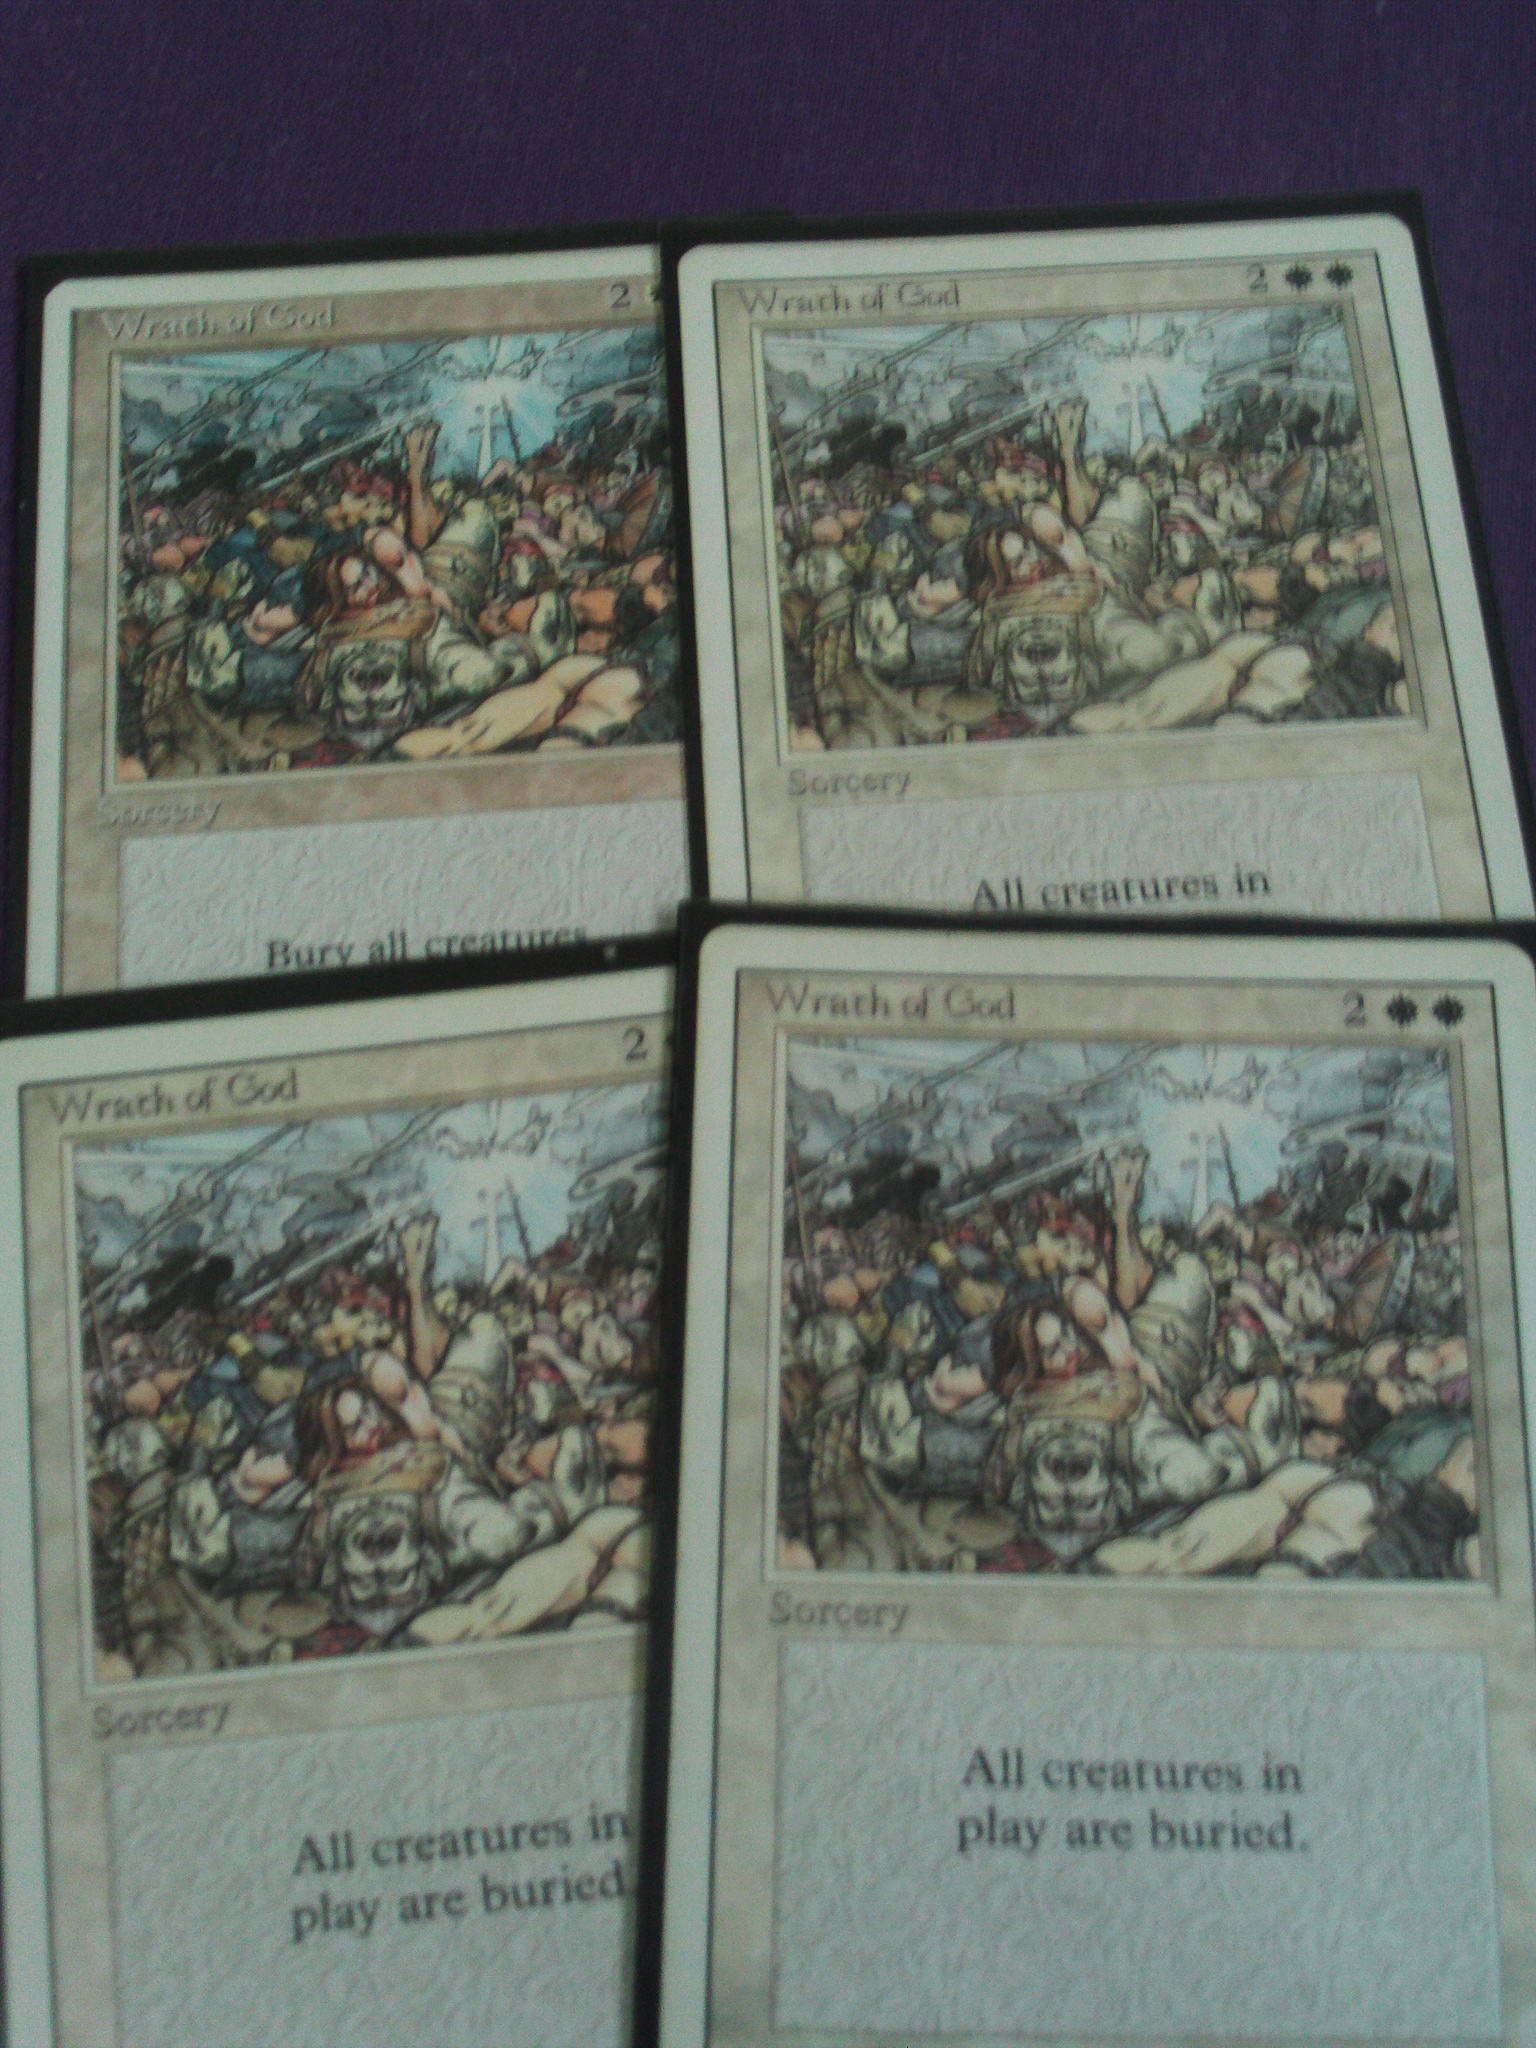 Wrath of God 2
Sorcery
Bury all creatures
Wrath of God 2
Sorcery
All creatures in
Wrath of God 2
Sorcery
All creatures in
play are buried.
Wrath of God 2
Sorcery
All creatures in
play are buried.